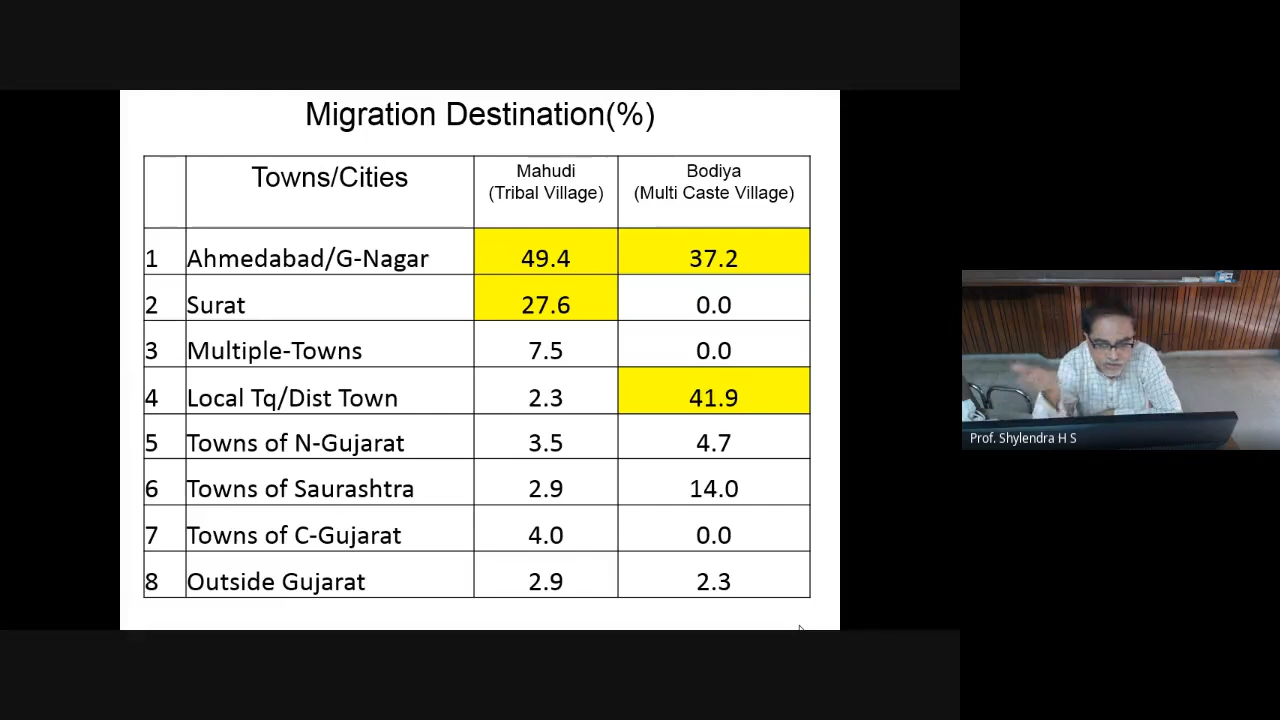 Migration Destination(%)
Towns/Cities
Mahudi
(Tribal Village)
Bodiya
(Multi Caste Village)
1 Ahmedabad/G-Nagar 49.4 37.2
2 Surat 27.6 0.0
3 Multiple-Towns 7.5 0.0
4 Local Tq/Dist Town 2.3 41.9
5 Towns of N-Gujarat 3.5 4.7
6 Towns of Saurashtra 2.9 14.0
7 Towns of C-Gujarat 4.0 0.0
8 Outside Gujarat 2.9 2.3
Prof. Shylendra H S